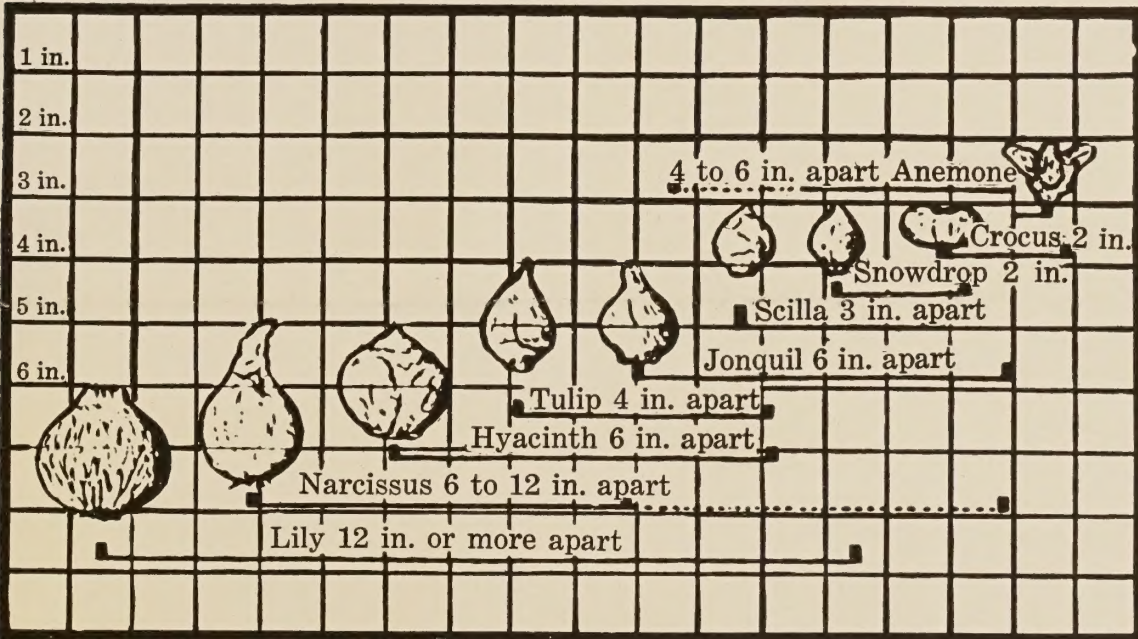 1 in.
2 in.
3 in.
4 to 6 in. apart Anemone
4 in.
Crocus 2 in.
Snowdrop 2 in.
5 in.
Scilla 3 in. apart
6 in.
Jonquil 6 in. apart
Tulip 4 in. apart
Hyacinth 6 in. apart
Narcissus 6 to 12 in. apart
Lily 12 in. or more apart